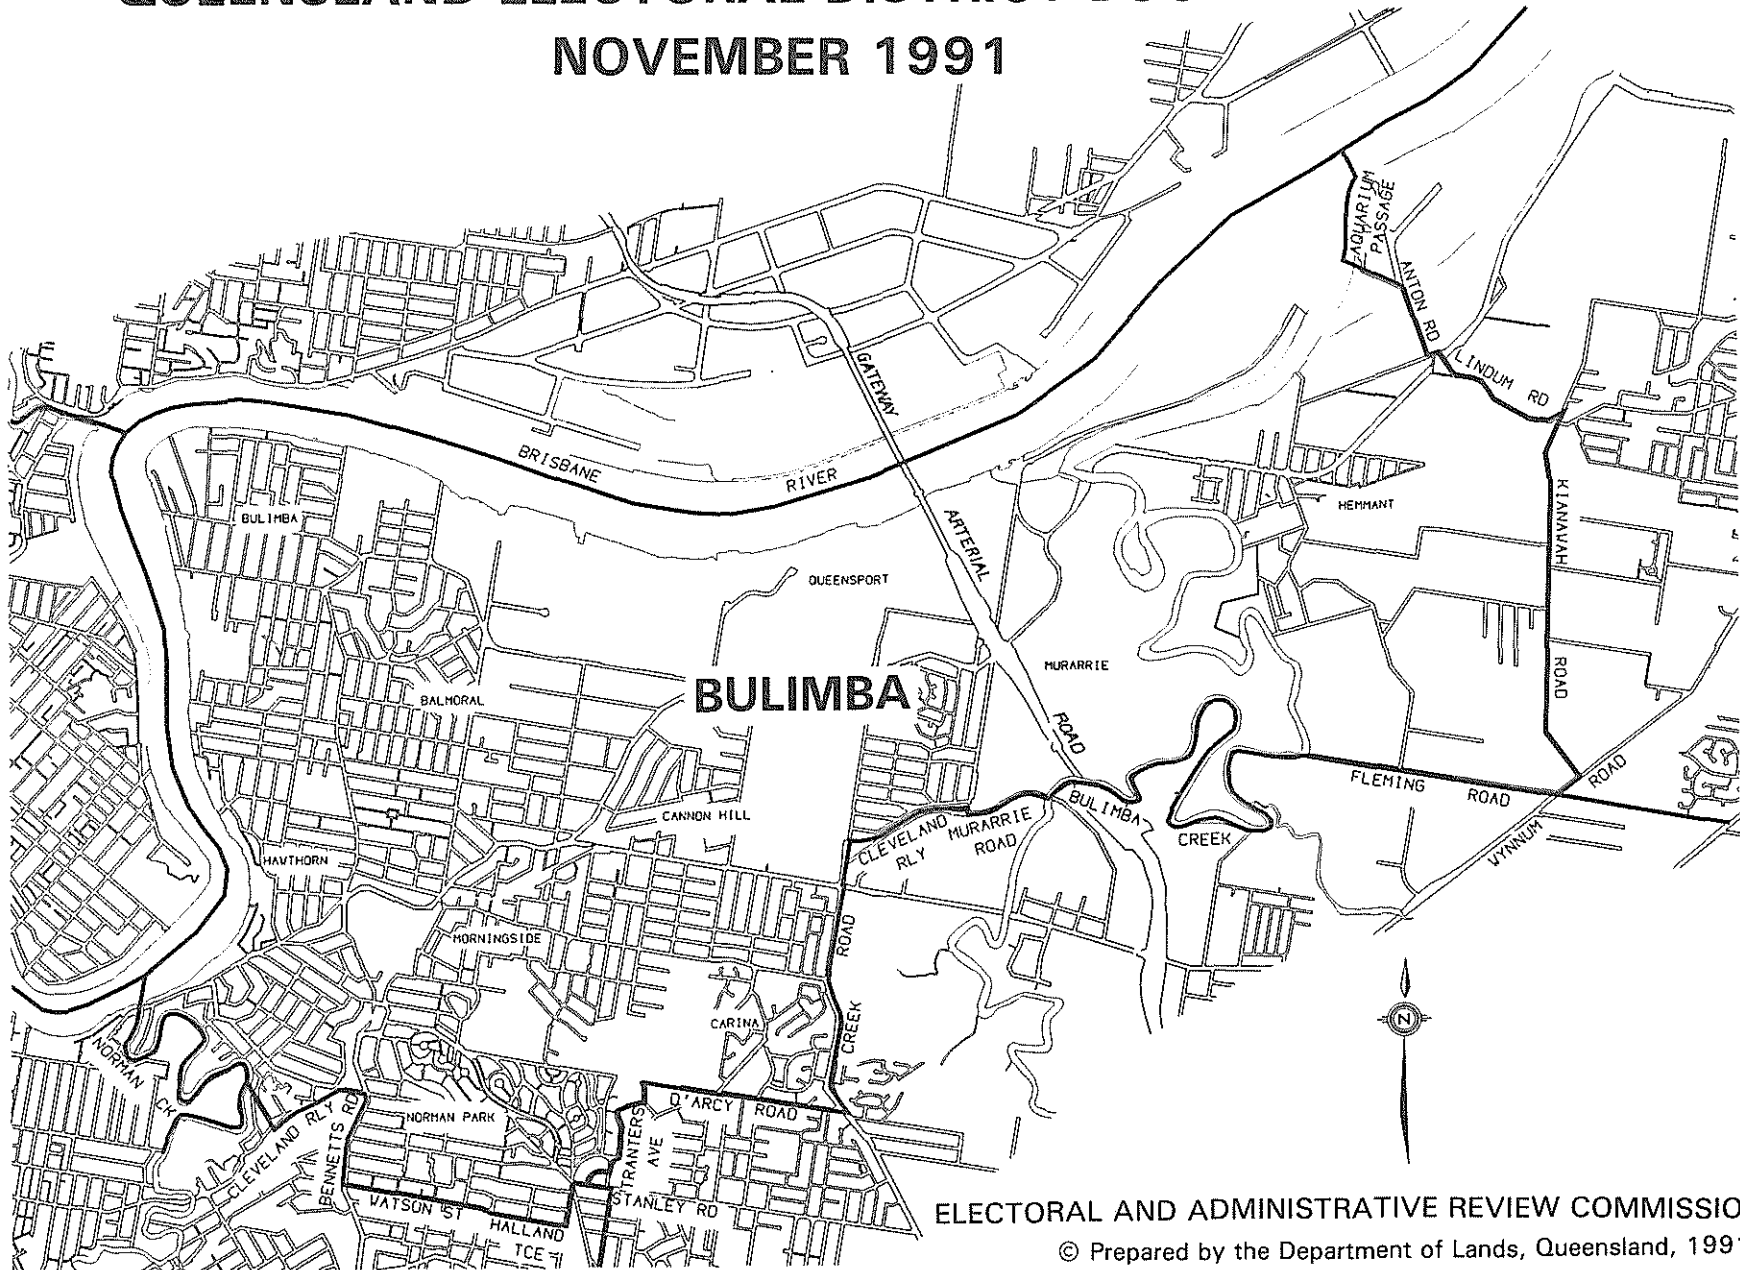 NOVEMBER 1991
AQUARIUM
PASSAGE
ANTON RD
LINDUM RD
GATEWAY
BRISBANE RIVER
KIANAWAH
HEMMANT
BULIMBA
ARTERIAL
QUEENSPORT
MURARRIE
ROAD
BALMORAL
BULIMBA
ROAD
FLEMING ROAD
ROAD
BULIMBA
CREEK
CANNON HILL
CLEVELAND
RLY
MURARRIE
ROAD
WYNNUM
HAWTHORN
MORNINGSIDE
ROAD
CREEK
CARINA
NORMAN
CK
CLEVELAND RLY
BENNETTS RD
NORMAN PARK
D'ARCY ROAD
TRANTERS
AVE
STANLEY RD
WATSON ST
HALLAND
TCE
N
ELECTORAL AND ADMINISTRATIVE REVIEW COMMISSIO
© Prepared by the Department of Lands, Queensland, 1991